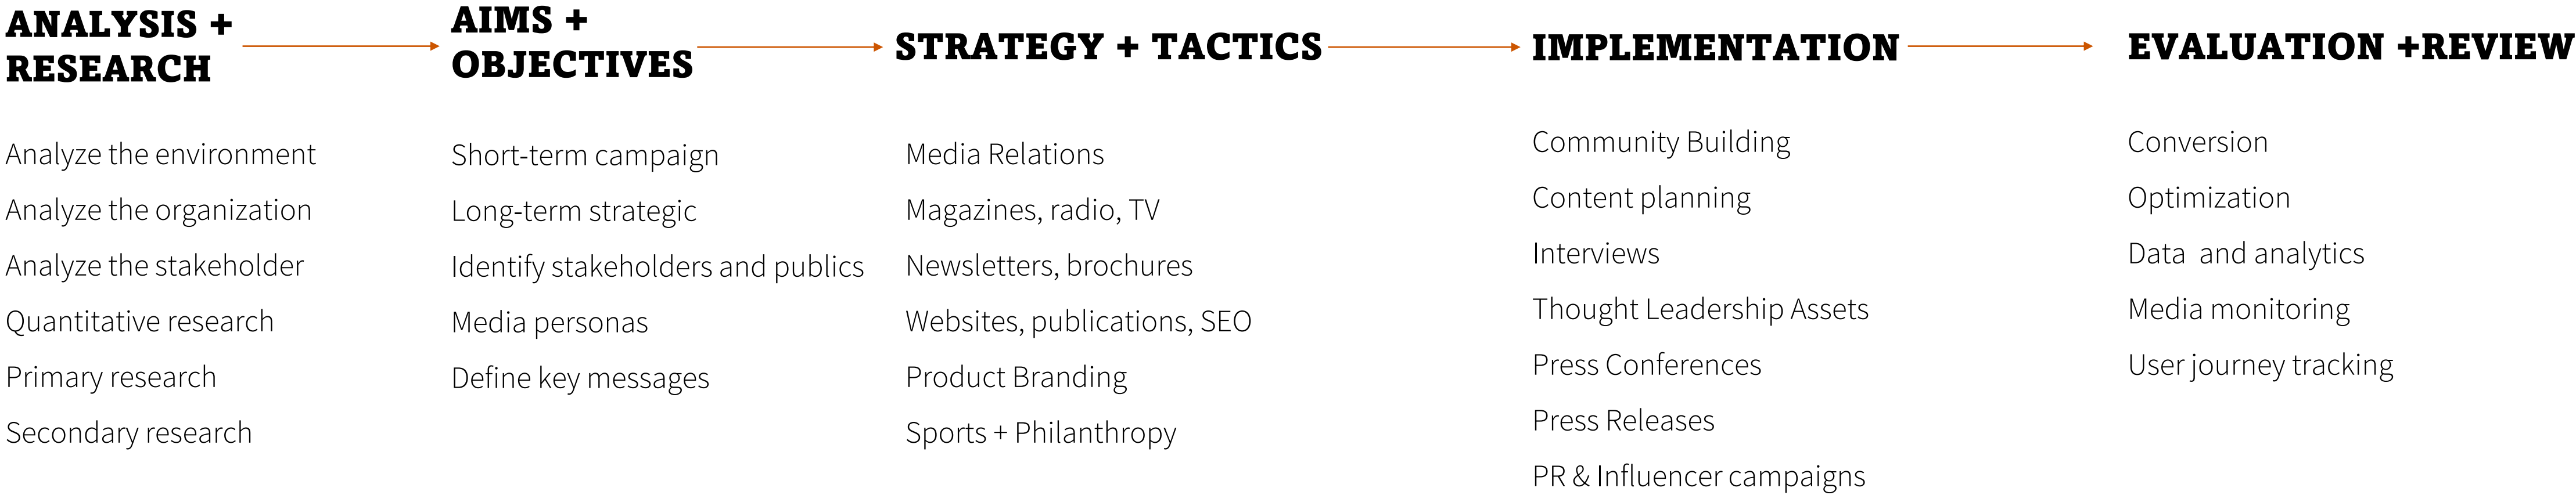 ANALYSIS +
RESEARCH
Analyze the environment
Analyze the organization
Analyze the stakeholder
Quantitative research
Primary research
Secondary research
AIMS +
OBJECTIVES
Short-term campaign
Long-term strategic
Identify stakeholders and publics
Media personas
Define key messages
STRATEGY + TACTICS
Media Relations
Magazines, radio, TV
Newsletters, brochures
Websites, publications, SEO
Product Branding
Sports + Philanthropy
IMPLEMENTATION
Community Building
Content planning
Interviews
Thought Leadership Assets
Press Conferences
Press Releases
PR & Influencer campaigns
EVALUATION +REVIEW
Conversion
Optimization
Data  and analytics
Media monitoring
User journey tracking